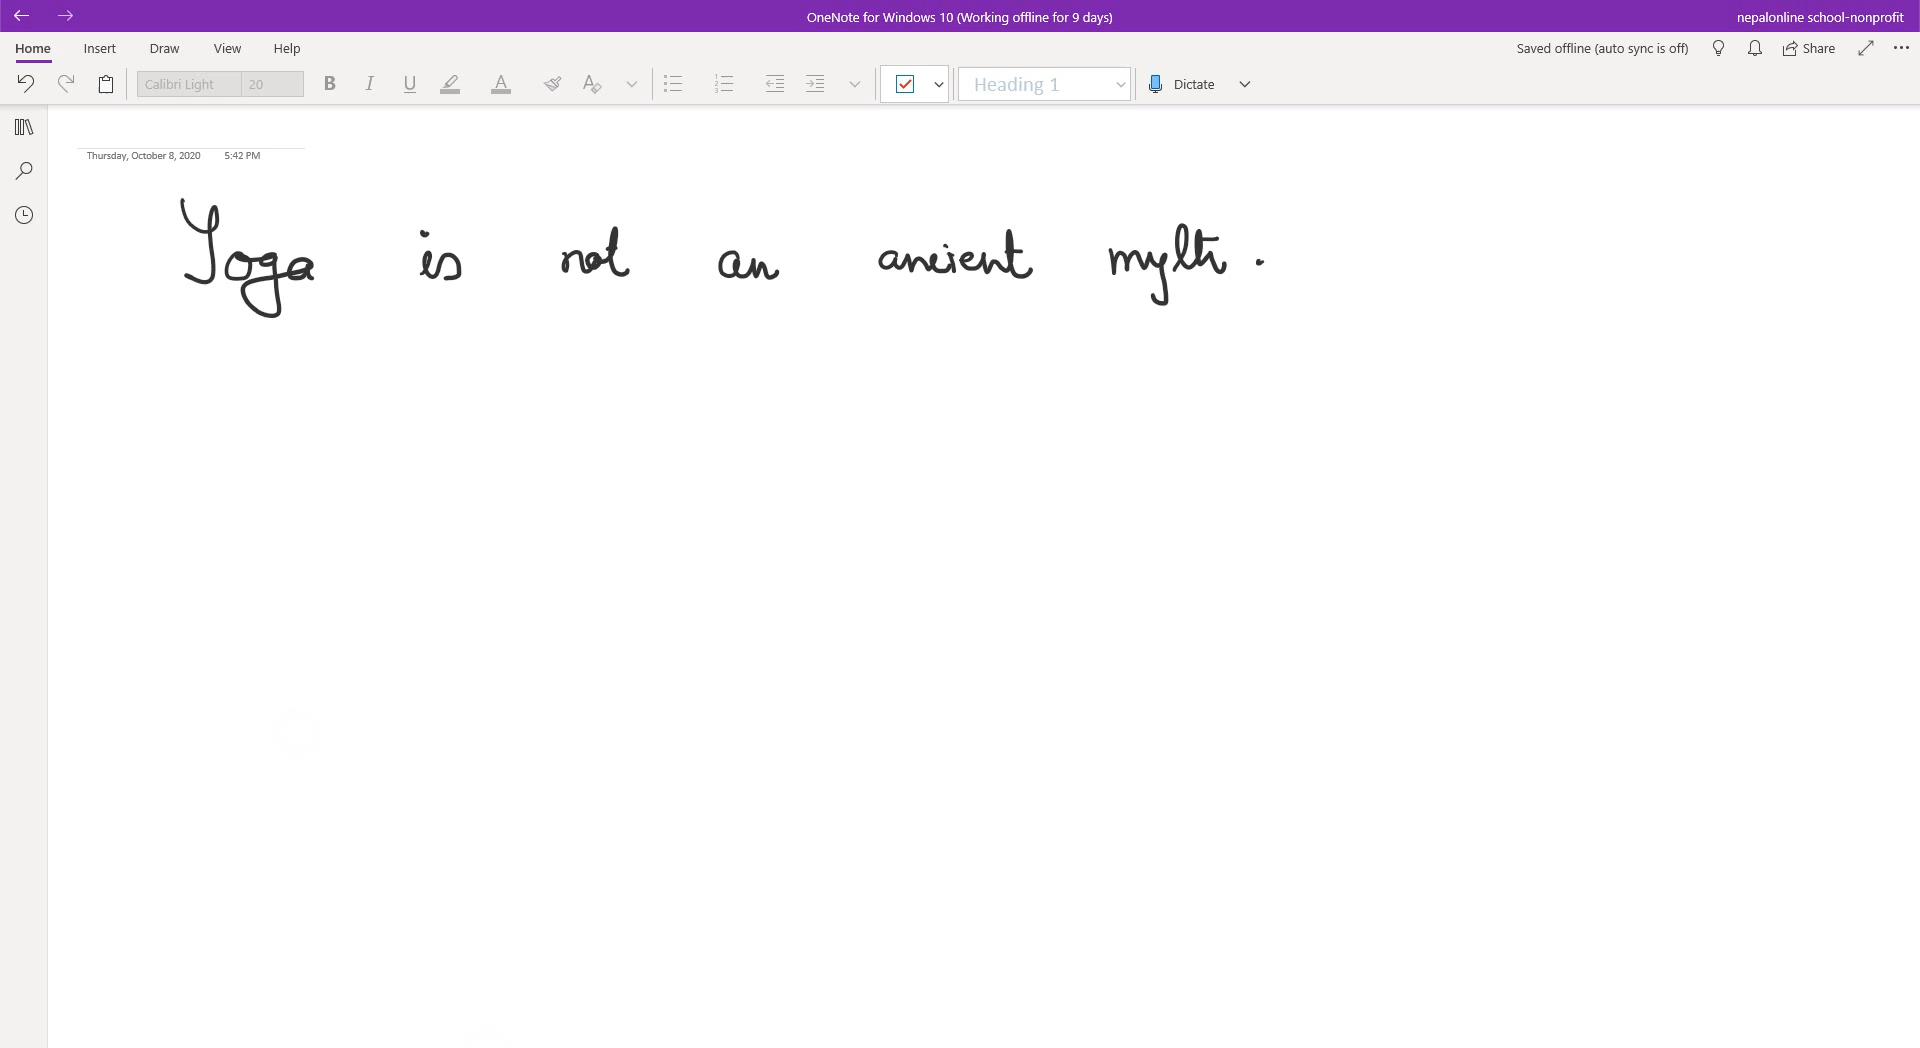 OneNote for Windows 10 (Working offline for 9 days)
nepalonline school-nonprofit
Home Insert Draw View Help
Saved offline (auto sync is off) Share
Calibri Light 20 B I U A A Heading 1 Dictate
Thursday, October 8, 2020 5:42 PM
Yoga is not an ancient myth.